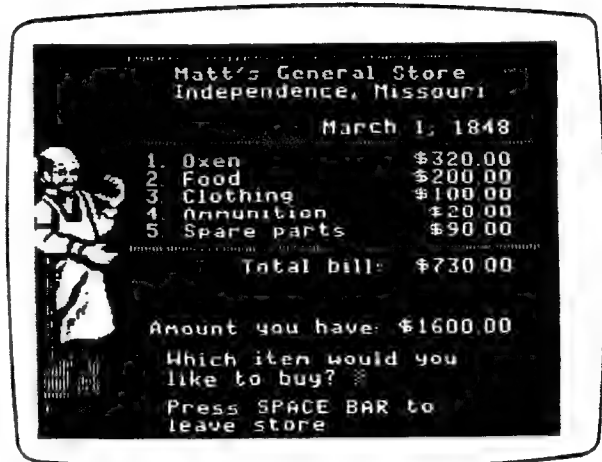 Matt's General Store
Independence, Missouri
March 1, 1848
1. Oxen $320.00
2. Food $200.00
3. Clothing $100.00
4. Ammunition $20.00
5. Spare parts $90.00
Total bill: $730.00
Amount you have: $1600.00
Which item would you
like to buy?
Press SPACE BAR to
leave store